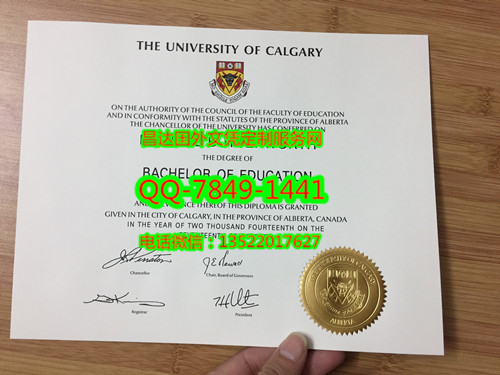 THE UNIVERSITY OF CALGARY
ON THE AUTHORITY OF THE COUNCIL OF THE FACULTY OF EDUCATION
AND IN CONFORMITY WITH THE STATUTES OF THE PROVINCE OF ALBERTA
THE CHANCELLOR OF THE UNIVERSITY HAS CONFERRED ON
昌达国外文凭定制服务网
THE DEGREE OF
BACHELOR OF EDUCATION
QQ-7849-1441
THEREOF THIS DIPLOMA IS GRANTED
GIVEN IN THE CITY OF CALGARY, IN THE PROVINCE OF ALBERTA, CANADA
IN THE YEAR OF TWO THOUSAND FOURTEENTH ON THE
电话微信：13522017627
Chancellor
Chair, Board of Governors
Registrar
President
ALBERTA